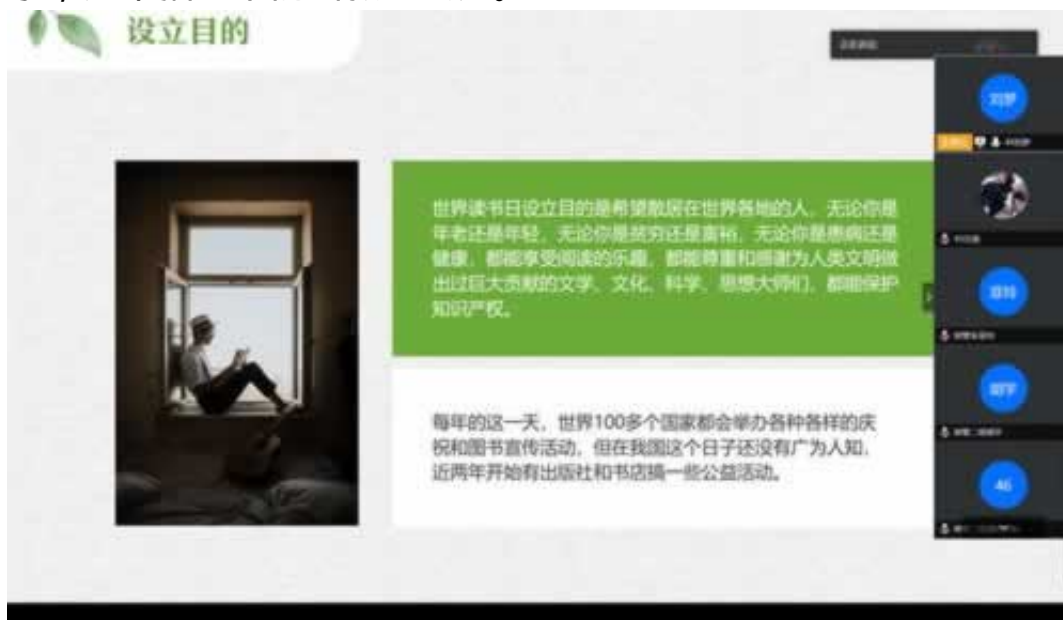 设立目的
世界读书日设立目的是希望散居在世界各地的人，无论你是
年老还是年轻，无论你是贫穷还是富裕，无论你是患病还是
健康，都能享受阅读的乐趣，都能尊重和感谢为人类文明做
出过巨大贡献的文学、文化、科学、思想大师们，都能保护
知识产权。
每年的这一天，世界100多个国家都会举办各种各样的庆
祝和图书宣传活动，但在我国这个日子还没有广为人知，
近两年开始有出版社和书店搞一些公益活动。
刘梦
46